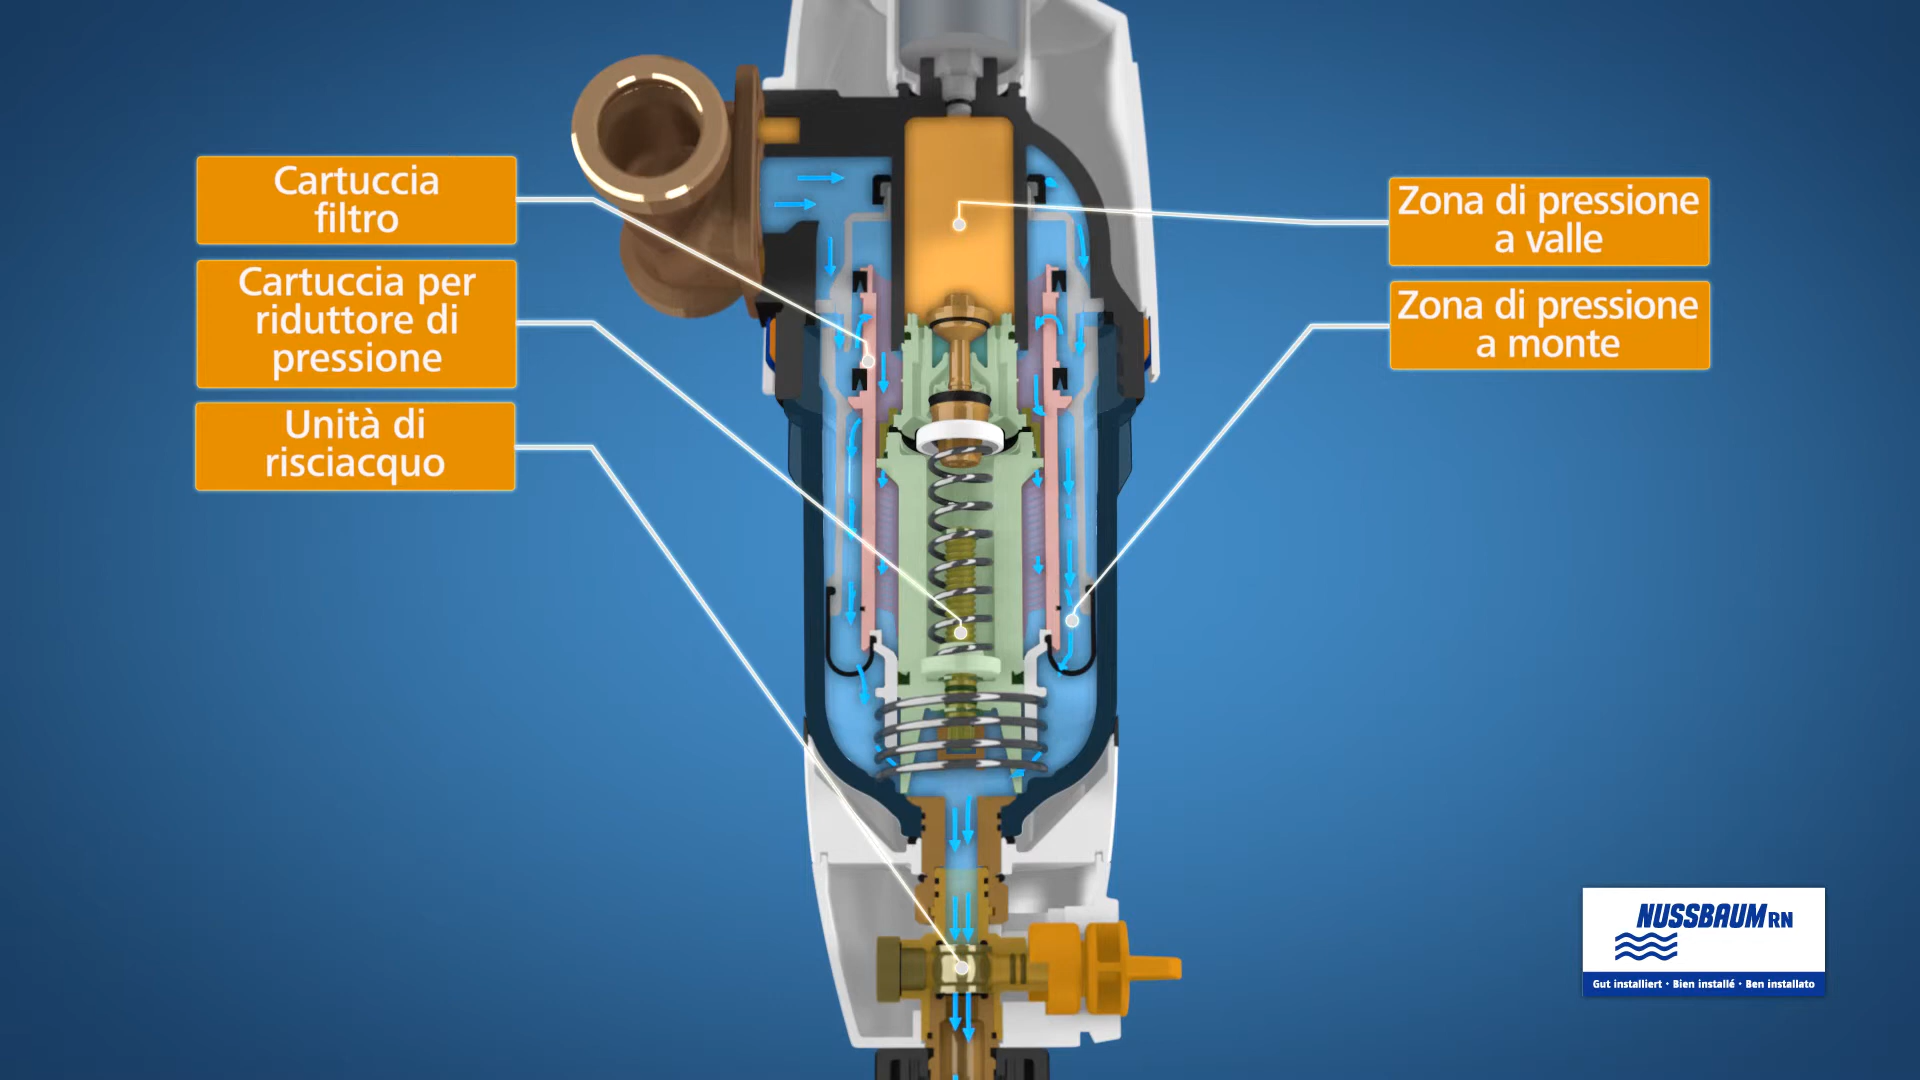 Cartuccia
filtro
Cartuccia per
riduttore di
pressione
Unità di
risciacquo
Zona di pressione
a valle
Zona di pressione
a monte
NUSSBAUM RN
Gut installiert • Bien installé • Ben installato